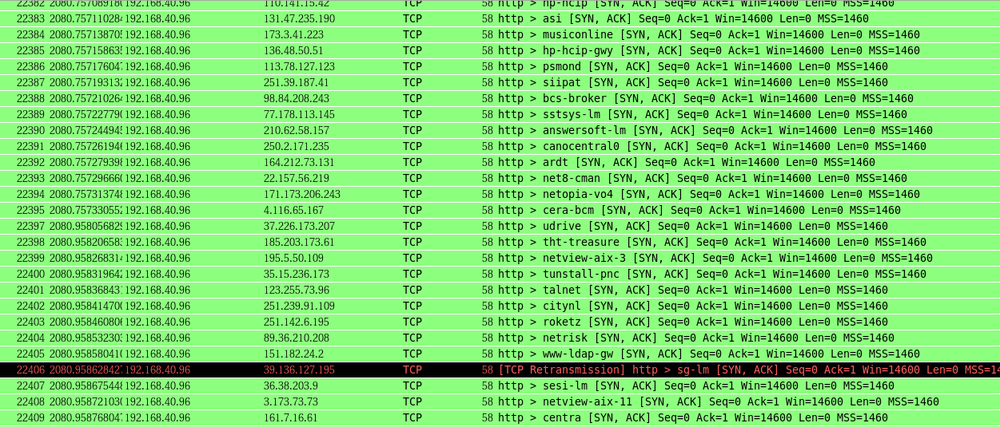 22382 2080.757089180 192.168.40.96 110.141.15.42 TCP 58 http > hp-hcip [SYN, ACK] Seq=0 Ack=1 Win=14600 Len=0 MSS=1460
22383 2080.757110284 192.168.40.96 131.47.235.190 TCP 58 http > asi [SYN, ACK] Seq=0 Ack=1 Win=14600 Len=0 MSS=1460
22384 2080.757138705 192.168.40.96 173.3.41.223 TCP 58 http > musiconline [SYN, ACK] Seq=0 Ack=1 Win=14600 Len=0 MSS=1460
22385 2080.757158635 192.168.40.96 136.48.50.51 TCP 58 http > hp-hcip-gwy [SYN, ACK] Seq=0 Ack=1 Win=14600 Len=0 MSS=1460
22386 2080.757176047 192.168.40.96 113.78.127.123 TCP 58 http > psmond [SYN, ACK] Seq=0 Ack=1 Win=14600 Len=0 MSS=1460
22387 2080.757193132 192.168.40.96 251.39.187.41 TCP 58 http > siipat [SYN, ACK] Seq=0 Ack=1 Win=14600 Len=0 MSS=1460
22388 2080.757210264 192.168.40.96 98.84.208.243 TCP 58 http > bcs-broker [SYN, ACK] Seq=0 Ack=1 Win=14600 Len=0 MSS=1460
22389 2080.757227790 192.168.40.96 77.178.113.145 TCP 58 http > sstsys-lm [SYN, ACK] Seq=0 Ack=1 Win=14600 Len=0 MSS=1460
22390 2080.757244945 192.168.40.96 210.62.58.157 TCP 58 http > answersoft-lm [SYN, ACK] Seq=0 Ack=1 Win=14600 Len=0 MSS=1460
22391 2080.757261946 192.168.40.96 250.2.171.235 TCP 58 http > canocentral0 [SYN, ACK] Seq=0 Ack=1 Win=14600 Len=0 MSS=1460
22392 2080.757279398 192.168.40.96 164.212.73.131 TCP 58 http > ardt [SYN, ACK] Seq=0 Ack=1 Win=14600 Len=0 MSS=1460
22393 2080.757296660 192.168.40.96 22.157.56.219 TCP 58 http > net8-cman [SYN, ACK] Seq=0 Ack=1 Win=14600 Len=0 MSS=1460
22394 2080.757313748 192.168.40.96 171.173.206.243 TCP 58 http > netopia-vo4 [SYN, ACK] Seq=0 Ack=1 Win=14600 Len=0 MSS=1460
22395 2080.757330552 192.168.40.96 4.116.65.167 TCP 58 http > cera-bcm [SYN, ACK] Seq=0 Ack=1 Win=14600 Len=0 MSS=1460
22397 2080.958056829 192.168.40.96 37.226.173.207 TCP 58 http > udrive [SYN, ACK] Seq=0 Ack=1 Win=14600 Len=0 MSS=1460
22398 2080.958206583 192.168.40.96 185.203.173.61 TCP 58 http > tht-treasure [SYN, ACK] Seq=0 Ack=1 Win=14600 Len=0 MSS=1460
22399 2080.958268314 192.168.40.96 195.5.50.109 TCP 58 http > netview-aix-3 [SYN, ACK] Seq=0 Ack=1 Win=14600 Len=0 MSS=1460
22400 2080.958319642 192.168.40.96 35.15.236.173 TCP 58 http > tunstall-pnc [SYN, ACK] Seq=0 Ack=1 Win=14600 Len=0 MSS=1460
22401 2080.958368431 192.168.40.96 123.255.73.96 TCP 58 http > talnet [SYN, ACK] Seq=0 Ack=1 Win=14600 Len=0 MSS=1460
22402 2080.958414700 192.168.40.96 251.239.91.109 TCP 58 http > citynl [SYN, ACK] Seq=0 Ack=1 Win=14600 Len=0 MSS=1460
22403 2080.958460806 192.168.40.96 251.142.6.195 TCP 58 http > roketz [SYN, ACK] Seq=0 Ack=1 Win=14600 Len=0 MSS=1460
22404 2080.958532303 192.168.40.96 89.36.210.208 TCP 58 http > netrisk [SYN, ACK] Seq=0 Ack=1 Win=14600 Len=0 MSS=1460
22405 2080.958580410 192.168.40.96 151.182.24.2 TCP 58 http > www-ldap-gw [SYN, ACK] Seq=0 Ack=1 Win=14600 Len=0 MSS=1460
22406 2080.958628427 192.168.40.96 39.136.127.195 TCP 58 [TCP Retransmission] http > sg-lm [SYN, ACK] Seq=0 Ack=1 Win=14600 Len=0 MSS=14
22407 2080.958675448 192.168.40.96 36.38.203.9 TCP 58 http > sesi-lm [SYN, ACK] Seq=0 Ack=1 Win=14600 Len=0 MSS=1460
22408 2080.958721030 192.168.40.96 3.173.73.73 TCP 58 http > netview-aix-11 [SYN, ACK] Seq=0 Ack=1 Win=14600 Len=0 MSS=1460
22409 2080.958768047 192.168.40.96 161.7.16.61 TCP 58 http > centra [SYN, ACK] Seq=0 Ack=1 Win=14600 Len=0 MSS=1460